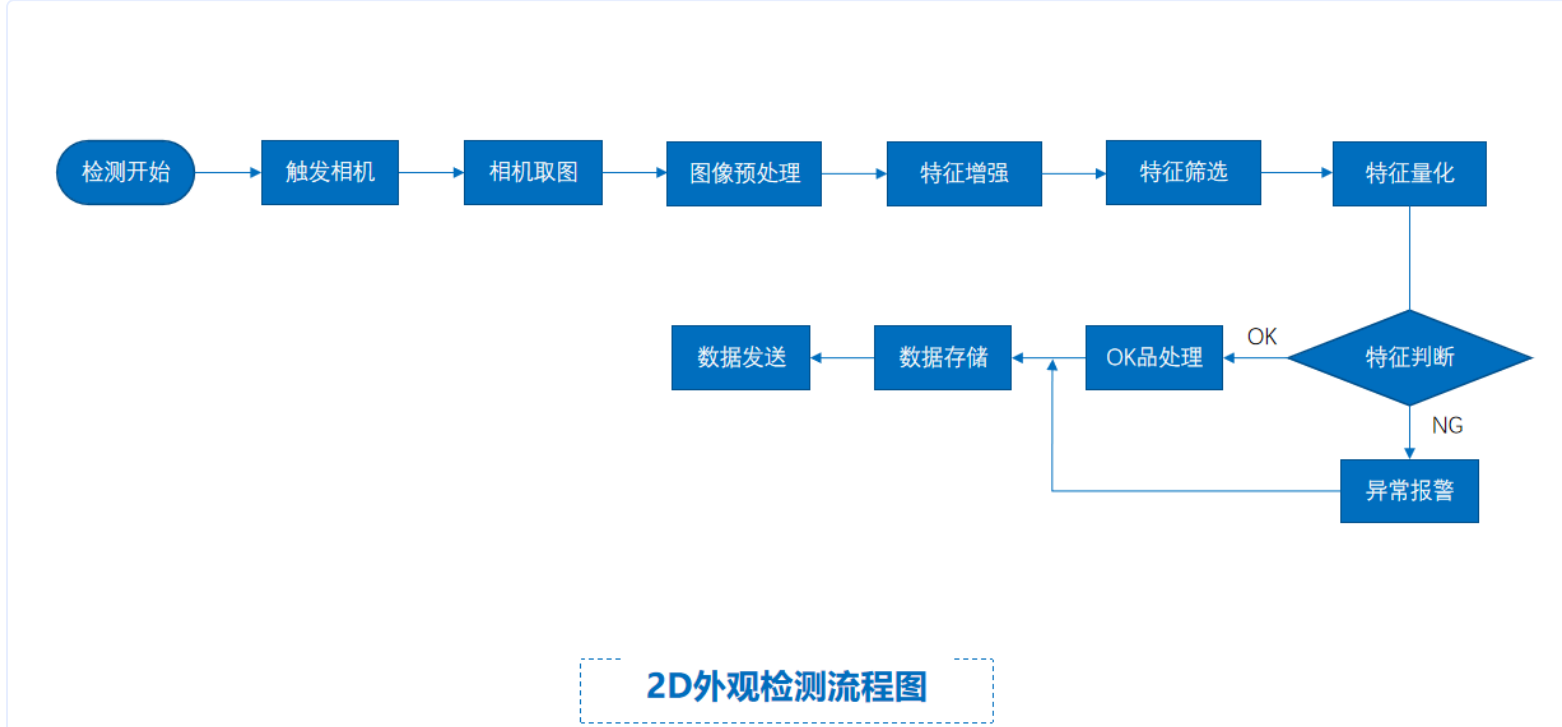 检测开始
触发相机
相机取图
图像预处理
特征增强
特征筛选
特征量化
数据发送
数据存储
OK品处理
OK
特征判断
NG
异常报警
2D外观检测流程图